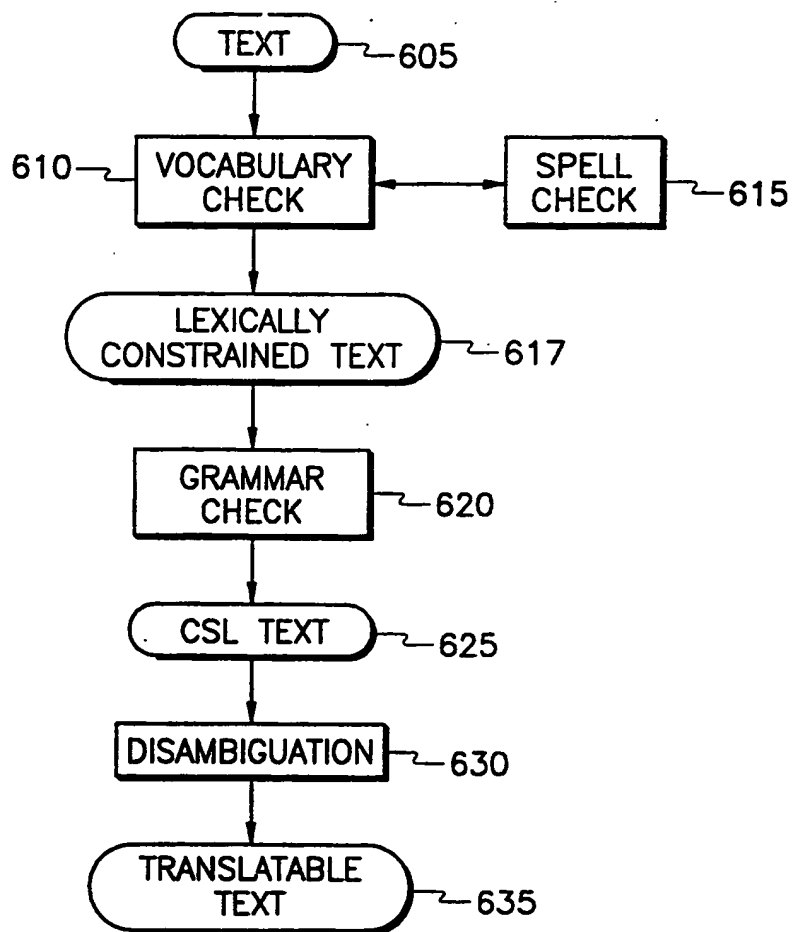 TEXT
605
610
VOCABULARY
CHECK
SPELL
CHECK
615
LEXICALLY
CONSTRAINED TEXT
617
GRAMMAR
CHECK
620
CSL TEXT
625
DISAMBIGUATION
630
TRANSLATABLE
TEXT
635